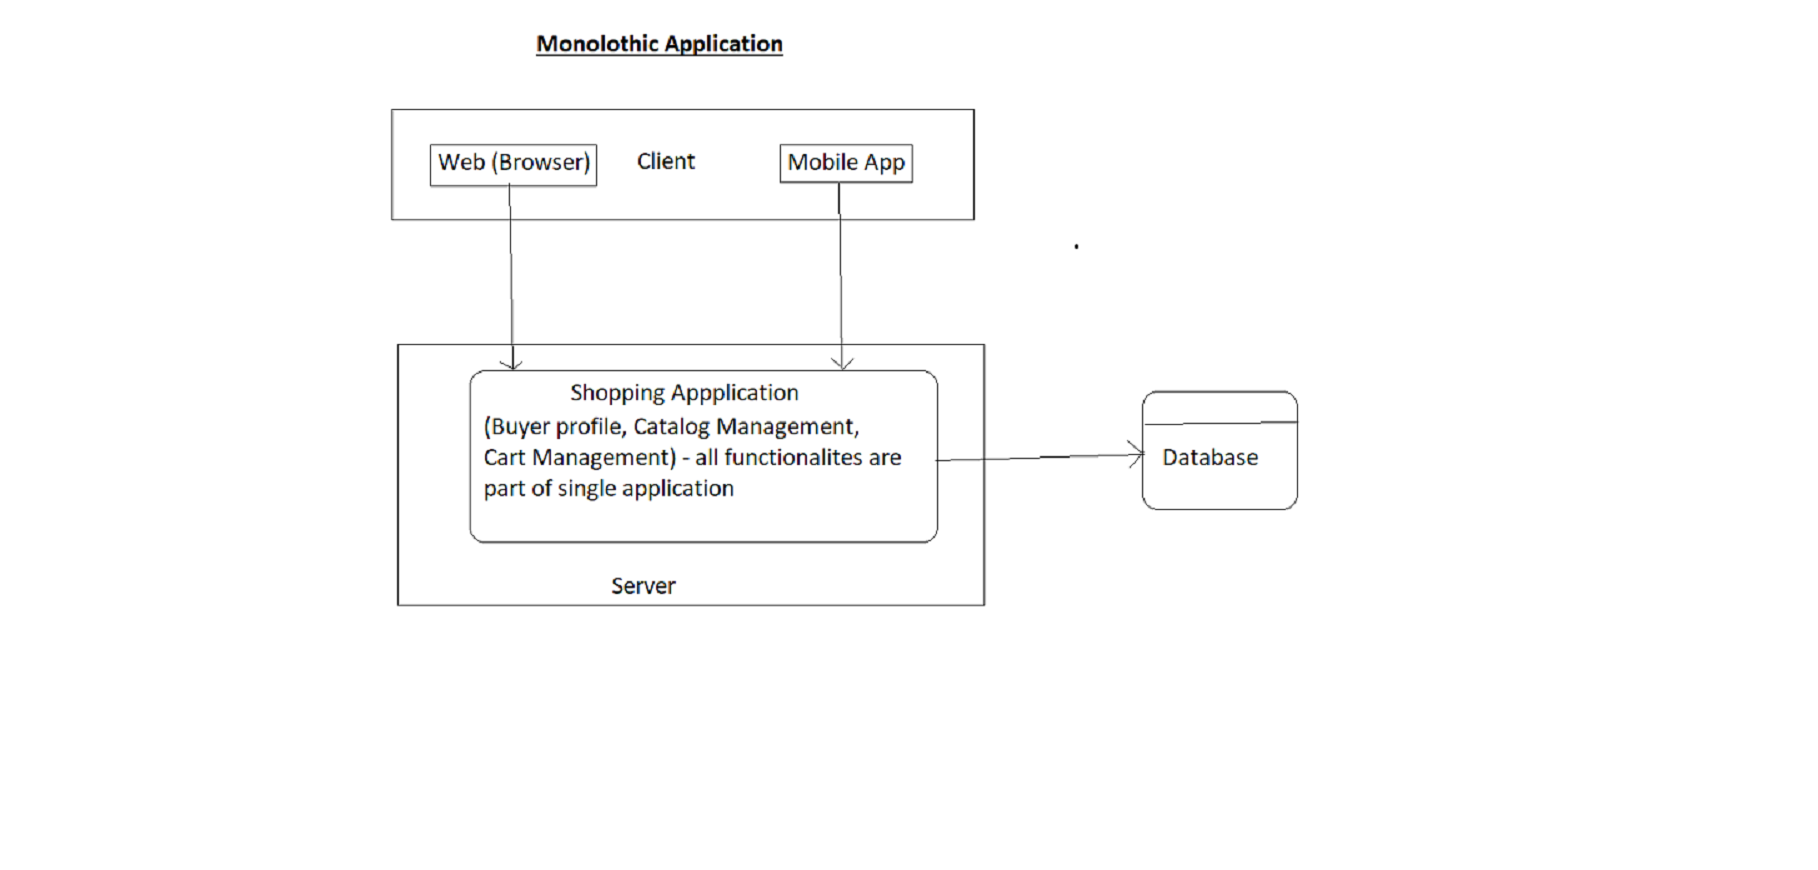 Monolothic Application
Web (Browser)
Client
Mobile App
Shopping Appplication
(Buyer profile, Catalog Management,
Cart Management) - all functionalites are
part of single application
Database
Server